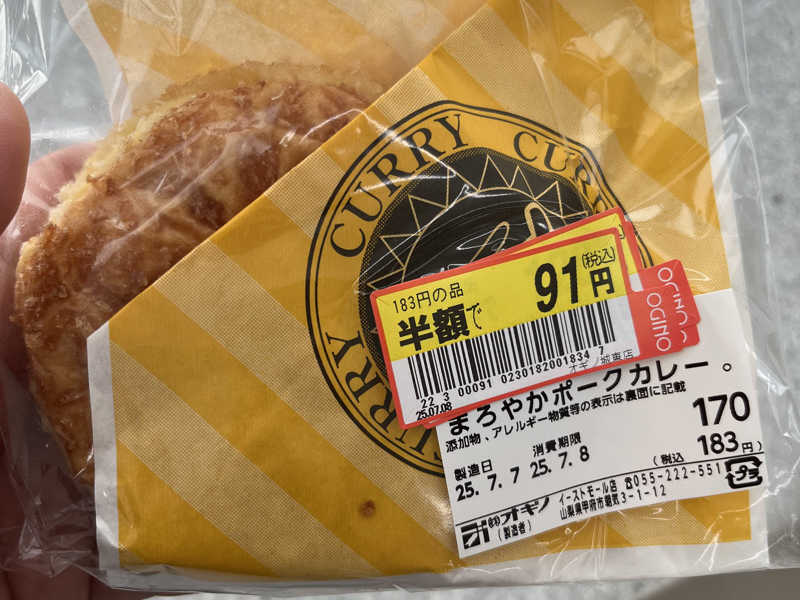 CURRY
CURRY
CURRY
CURRY
183円の品
半額で 91円
(税込)
22 3 00091 0230182001834 7
25.07.08
オギノ城東店
OGINO
まろやかポークカレー。
添加物、アレルギー物質等の表示は裏面に記載
170
製造日 消費期限
25. 7. 7 25. 7. 8
(税込 183円)
㈱オギノ
(製造者)
イーストモール店 ☎055-222-551
山梨県甲府市朝気3-1-12
プラ